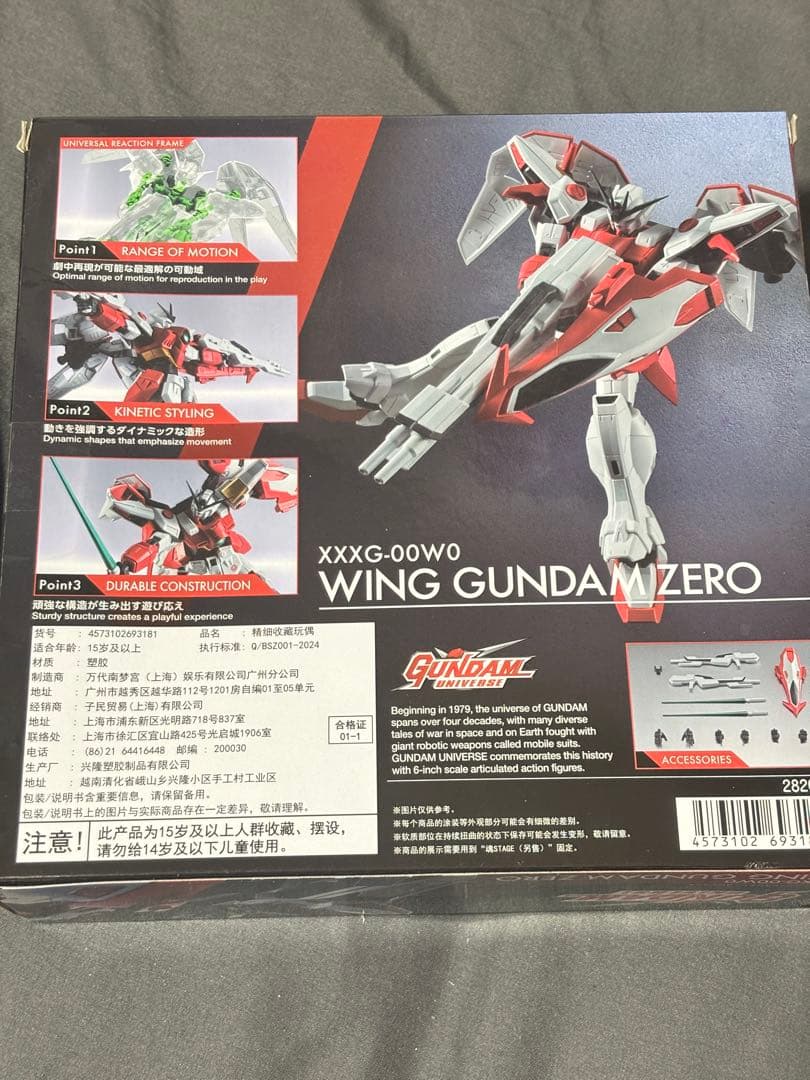 UNIVERSAL REACTION FRAME
Point1 RANGE OF MOTION
劇中再現が可能な最適解の可動域
Optimal range of motion for reproduction in the play
Point2 KINETIC STYLING
動きを強調するダイナミックな造形
Dynamic shapes that emphasize movement
Point3 DURABLE CONSTRUCTION
頑強な構造が生み出す遊び応え
Sturdy structure creates a playful experience
XXXG-00W0
WING GUNDAM ZERO
货号 : 4573102693181 品名 : 精细收藏玩偶
适合年龄: 15岁及以上 执行标准: Q/BSZ001-2024
材质 : 塑胶
制造商 : 万代南梦宫（上海）娱乐有限公司广州分公司
地址 : 广州市越秀区越华路112号1201房自编01至05单元
经销商 : 子民贸易(上海)有限公司
地址 : 上海市浦东新区光明路718号837室
联络处 : 上海市徐汇区宜山路425号光启城1906室
电话 : (86)21 64416448 邮编 : 200030
生产厂 : 兴隆塑胶制品有限公司
地址 : 越南清化省峨山乡兴隆小区手工村工业区
包装/说明书含重要信息，请保留备用。
包装/说明书上的图片与实际商品存在一定差异，敬请理解。
合格证
01-1
注意!
此产品为15岁及以上人群收藏、摆设，
请勿给14岁及以下儿童使用。
GUNDAM
UNIVERSE
Beginning in 1979, the universe of GUNDAM
spans over four decades, with many diverse
tales of war in space and on Earth fought with
giant robotic weapons called mobile suits.
GUNDAM UNIVERSE commemorates this history
with 6-inch scale articulated action figures.
ACCESSORIES
※图片仅供参考。
※每个商品的涂装等外观部分可能会有细微的差别。
※软质部位在持续扭曲的状态下保存可能会发生变形，敬请留意。
※商品的展示需要用到“魂STAGE（另售）”固定。
2820
4573102 69318